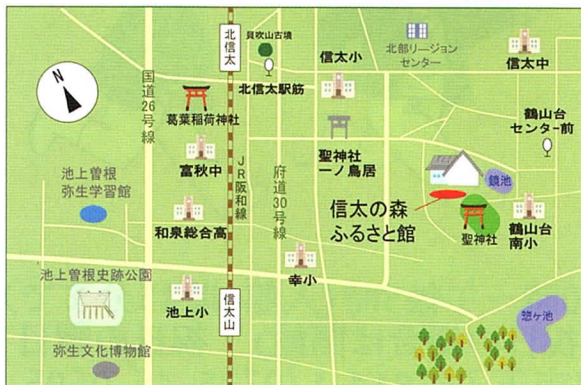 北信太
貝吹山古墳
北信太駅筋
信太小
北部リージョン
センター
信太中
N
国道26号線
葛葉稲荷神社
鶴山台
センター前
富秋中
聖神社
一ノ鳥居
池上曽根
弥生学習館
JR阪和線
府道30号線
鏡池
信太の森
ふるさと館
和泉総合高
聖神社
鶴山台
南小
池上曽根史跡公園
幸小
池上小
信太山
惣ヶ池
弥生文化博物館